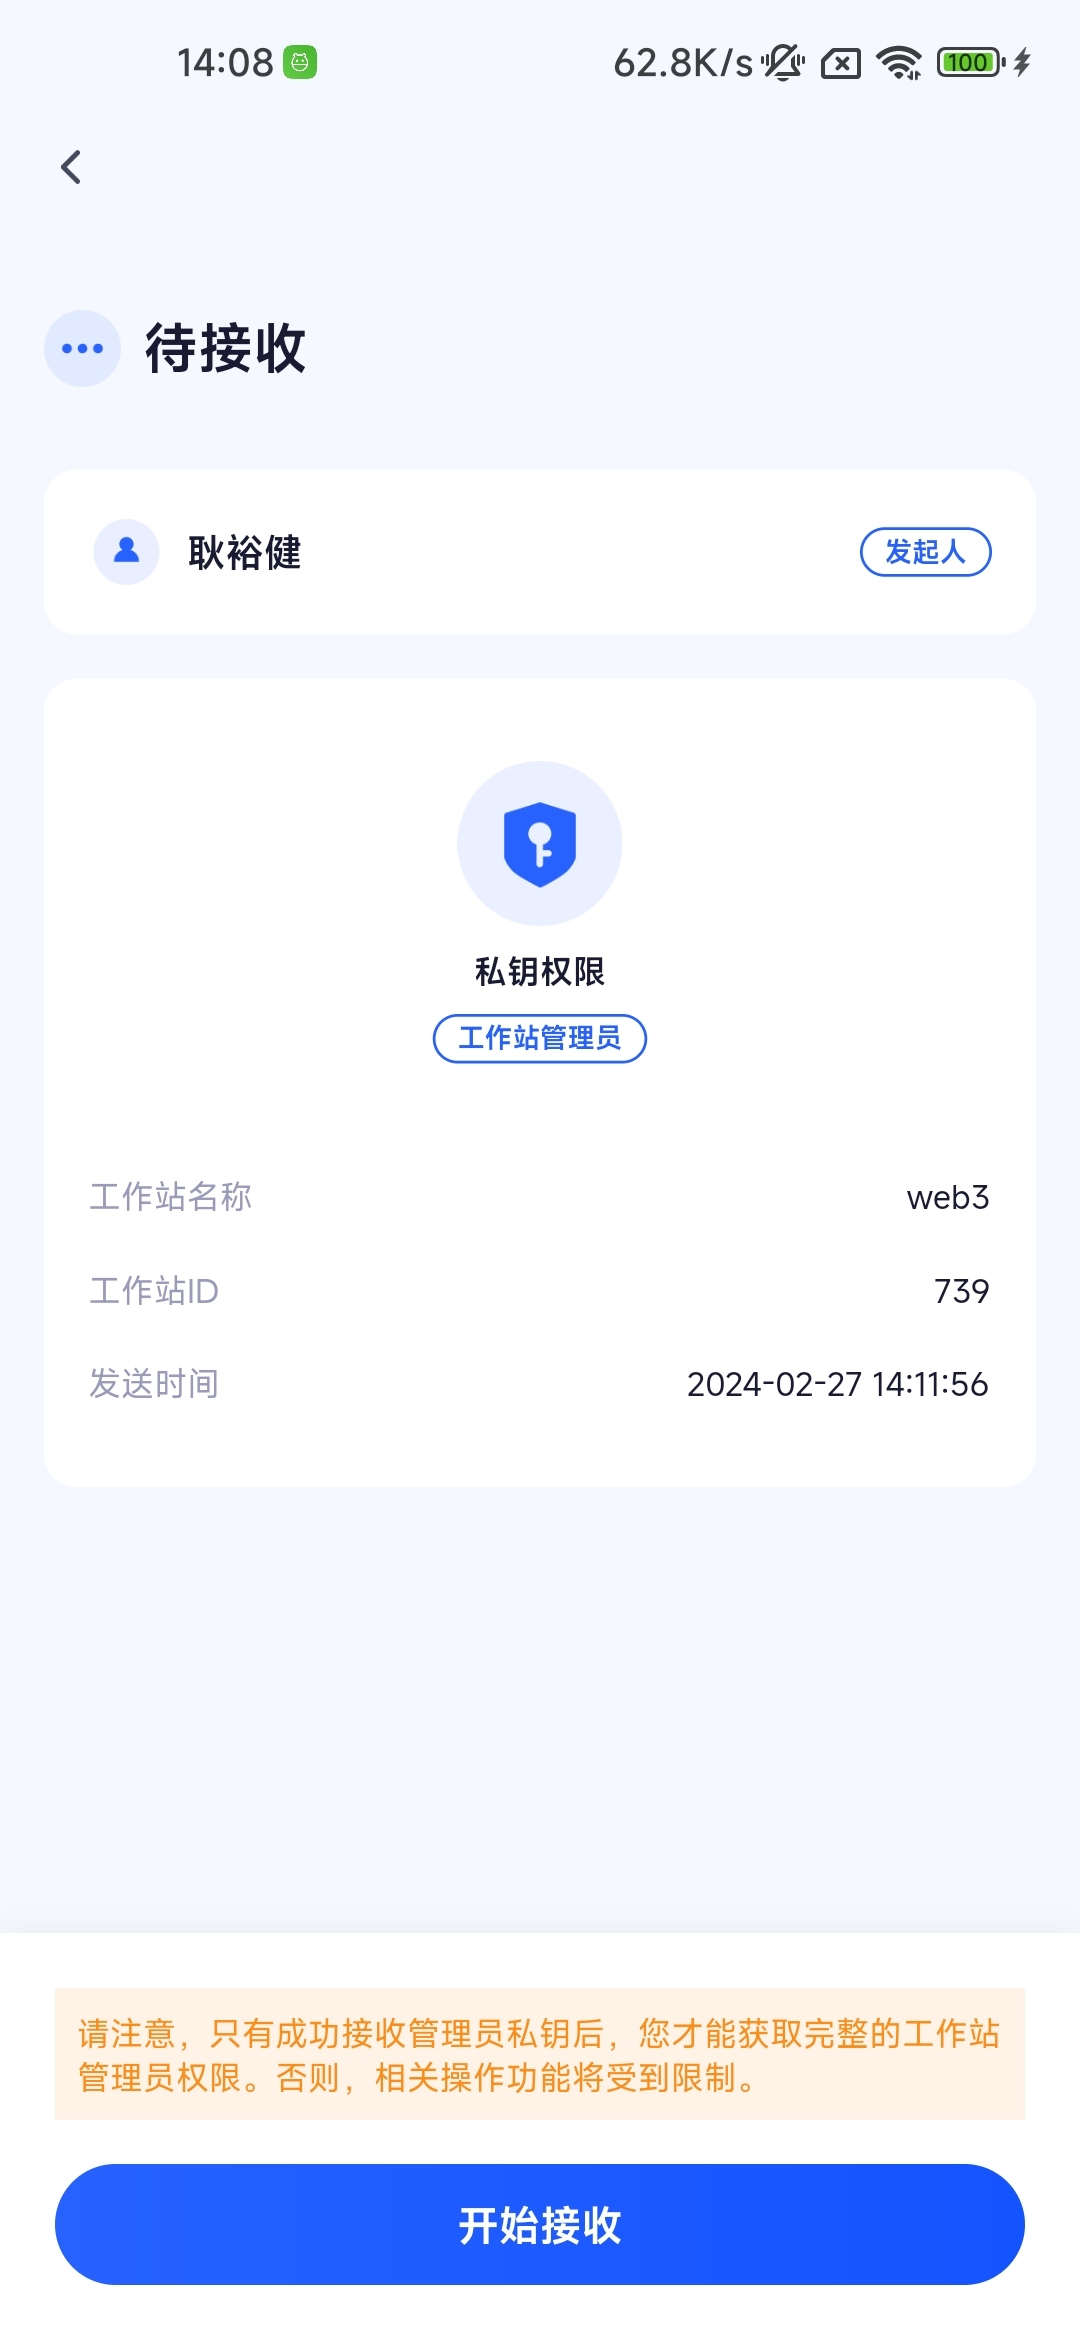 14:08
62.8K/s
100
待接收
耿裕健
发起人
私钥权限
工作站管理员
工作站名称 web3
工作站ID 739
发送时间 2024-02-27 14:11:56
请注意，只有成功接收管理员私钥后，您才能获取完整的工作站
管理员权限。否则，相关操作功能将受到限制。
开始接收